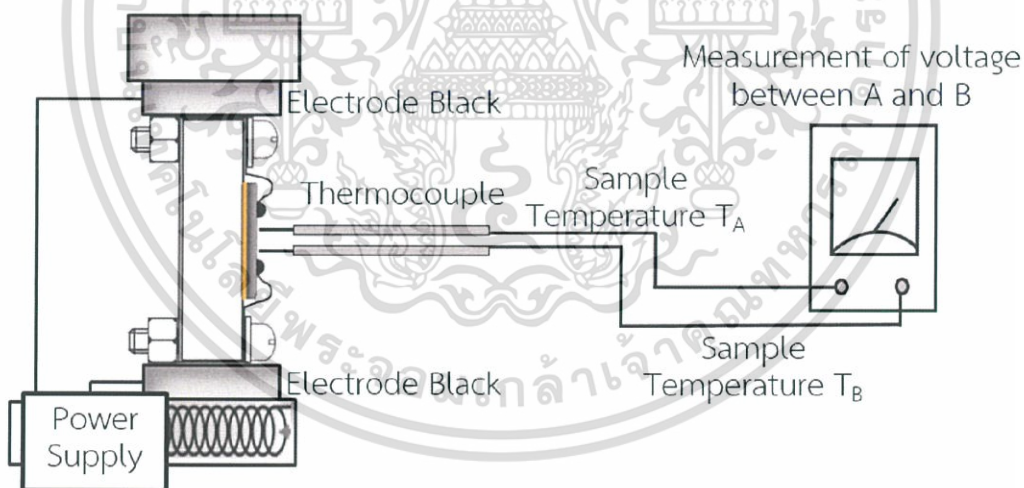 Measurement of voltage
between A and B
Electrode Black
Thermocouple
Sample
Temperature T_A
Sample
Temperature T_B
Electrode Black
Power
Supply